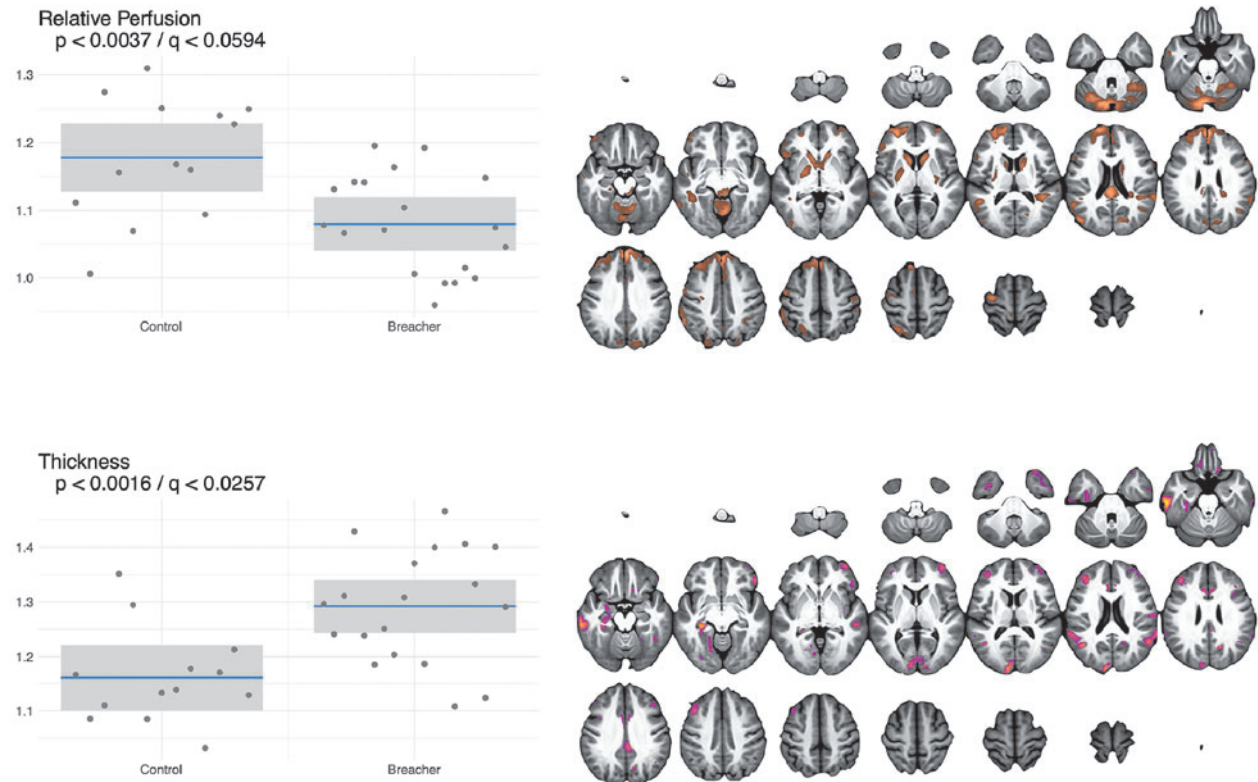 Relative Perfusion
p < 0.0037 / q < 0.0594
1.3
1.2
1.1
1.0
Control
Breacher
Thickness
p < 0.0016 / q < 0.0257
1.4
1.3
1.2
1.1
Control
Breacher